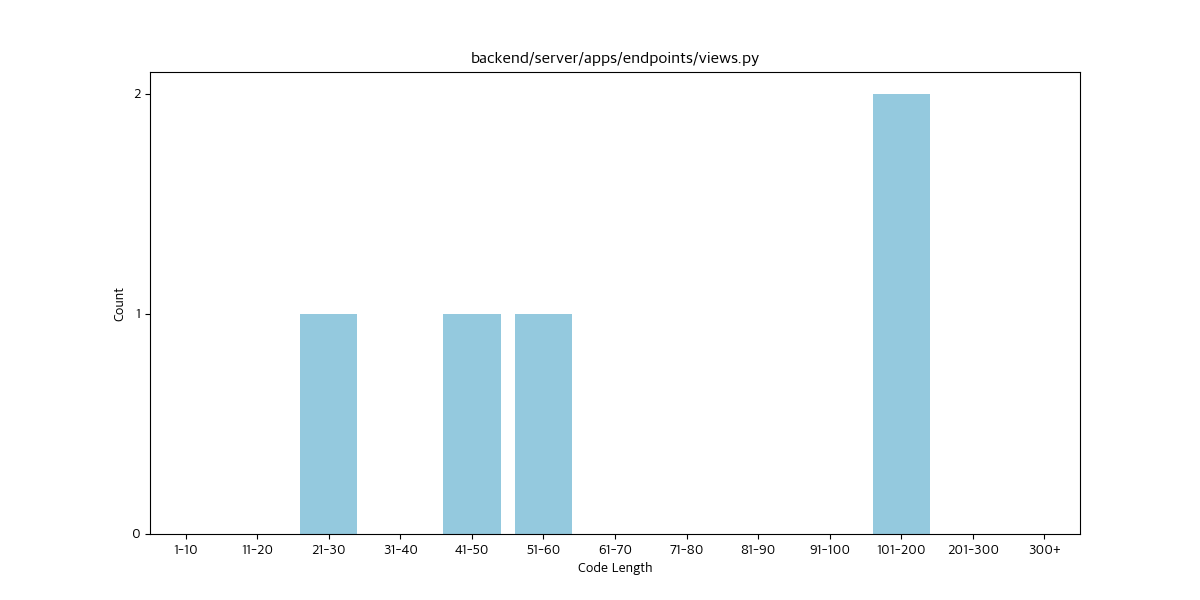 backend/server/apps/endpoints/views.py
2
1
0
Count
1-10 11-20 21-30 31-40 41-50 51-60 61-70 71-80 81-90 91-100 101-200 201-300 300+
Code Length